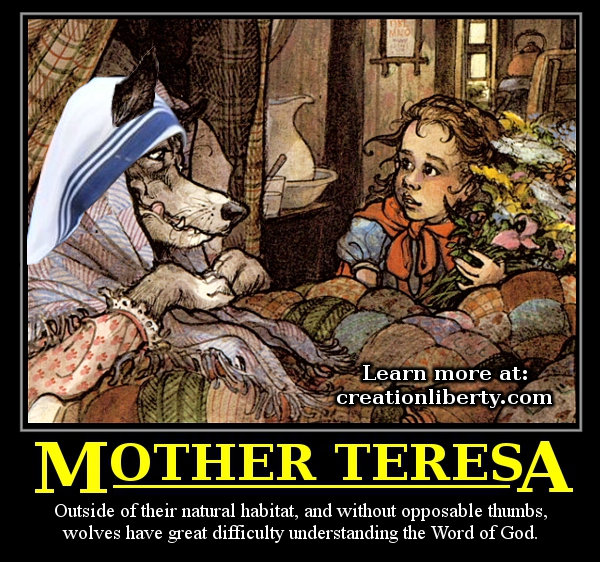 Learn more at:
creationliberty.com
MOTHER TERESA
Outside of their natural habitat, and without opposable thumbs,
wolves have great difficulty understanding the Word of God.